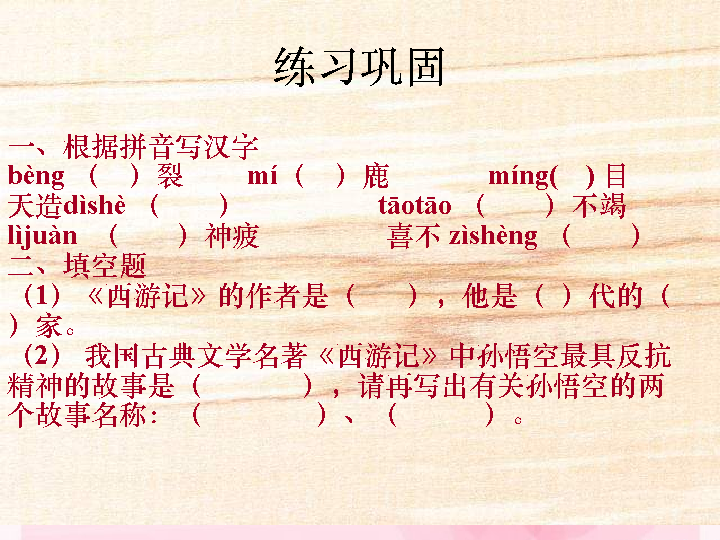 练习巩固
一、根据拼音写汉字
bèng （ ）裂 mí（ ）鹿 míng( ) 目
天造dìshè （ ） tāotāo （ ）不竭
lìjuàn （ ）神疲 喜不 zìshèng （ ）
二、填空题
（1）《西游记》的作者是（ ），他是（ ）代的（
）家。
（2） 我国古典文学名著《西游记》中孙悟空最具反抗
精神的故事是（ ），请再写出有关孙悟空的两
个故事名称：（ ）、（ ）。